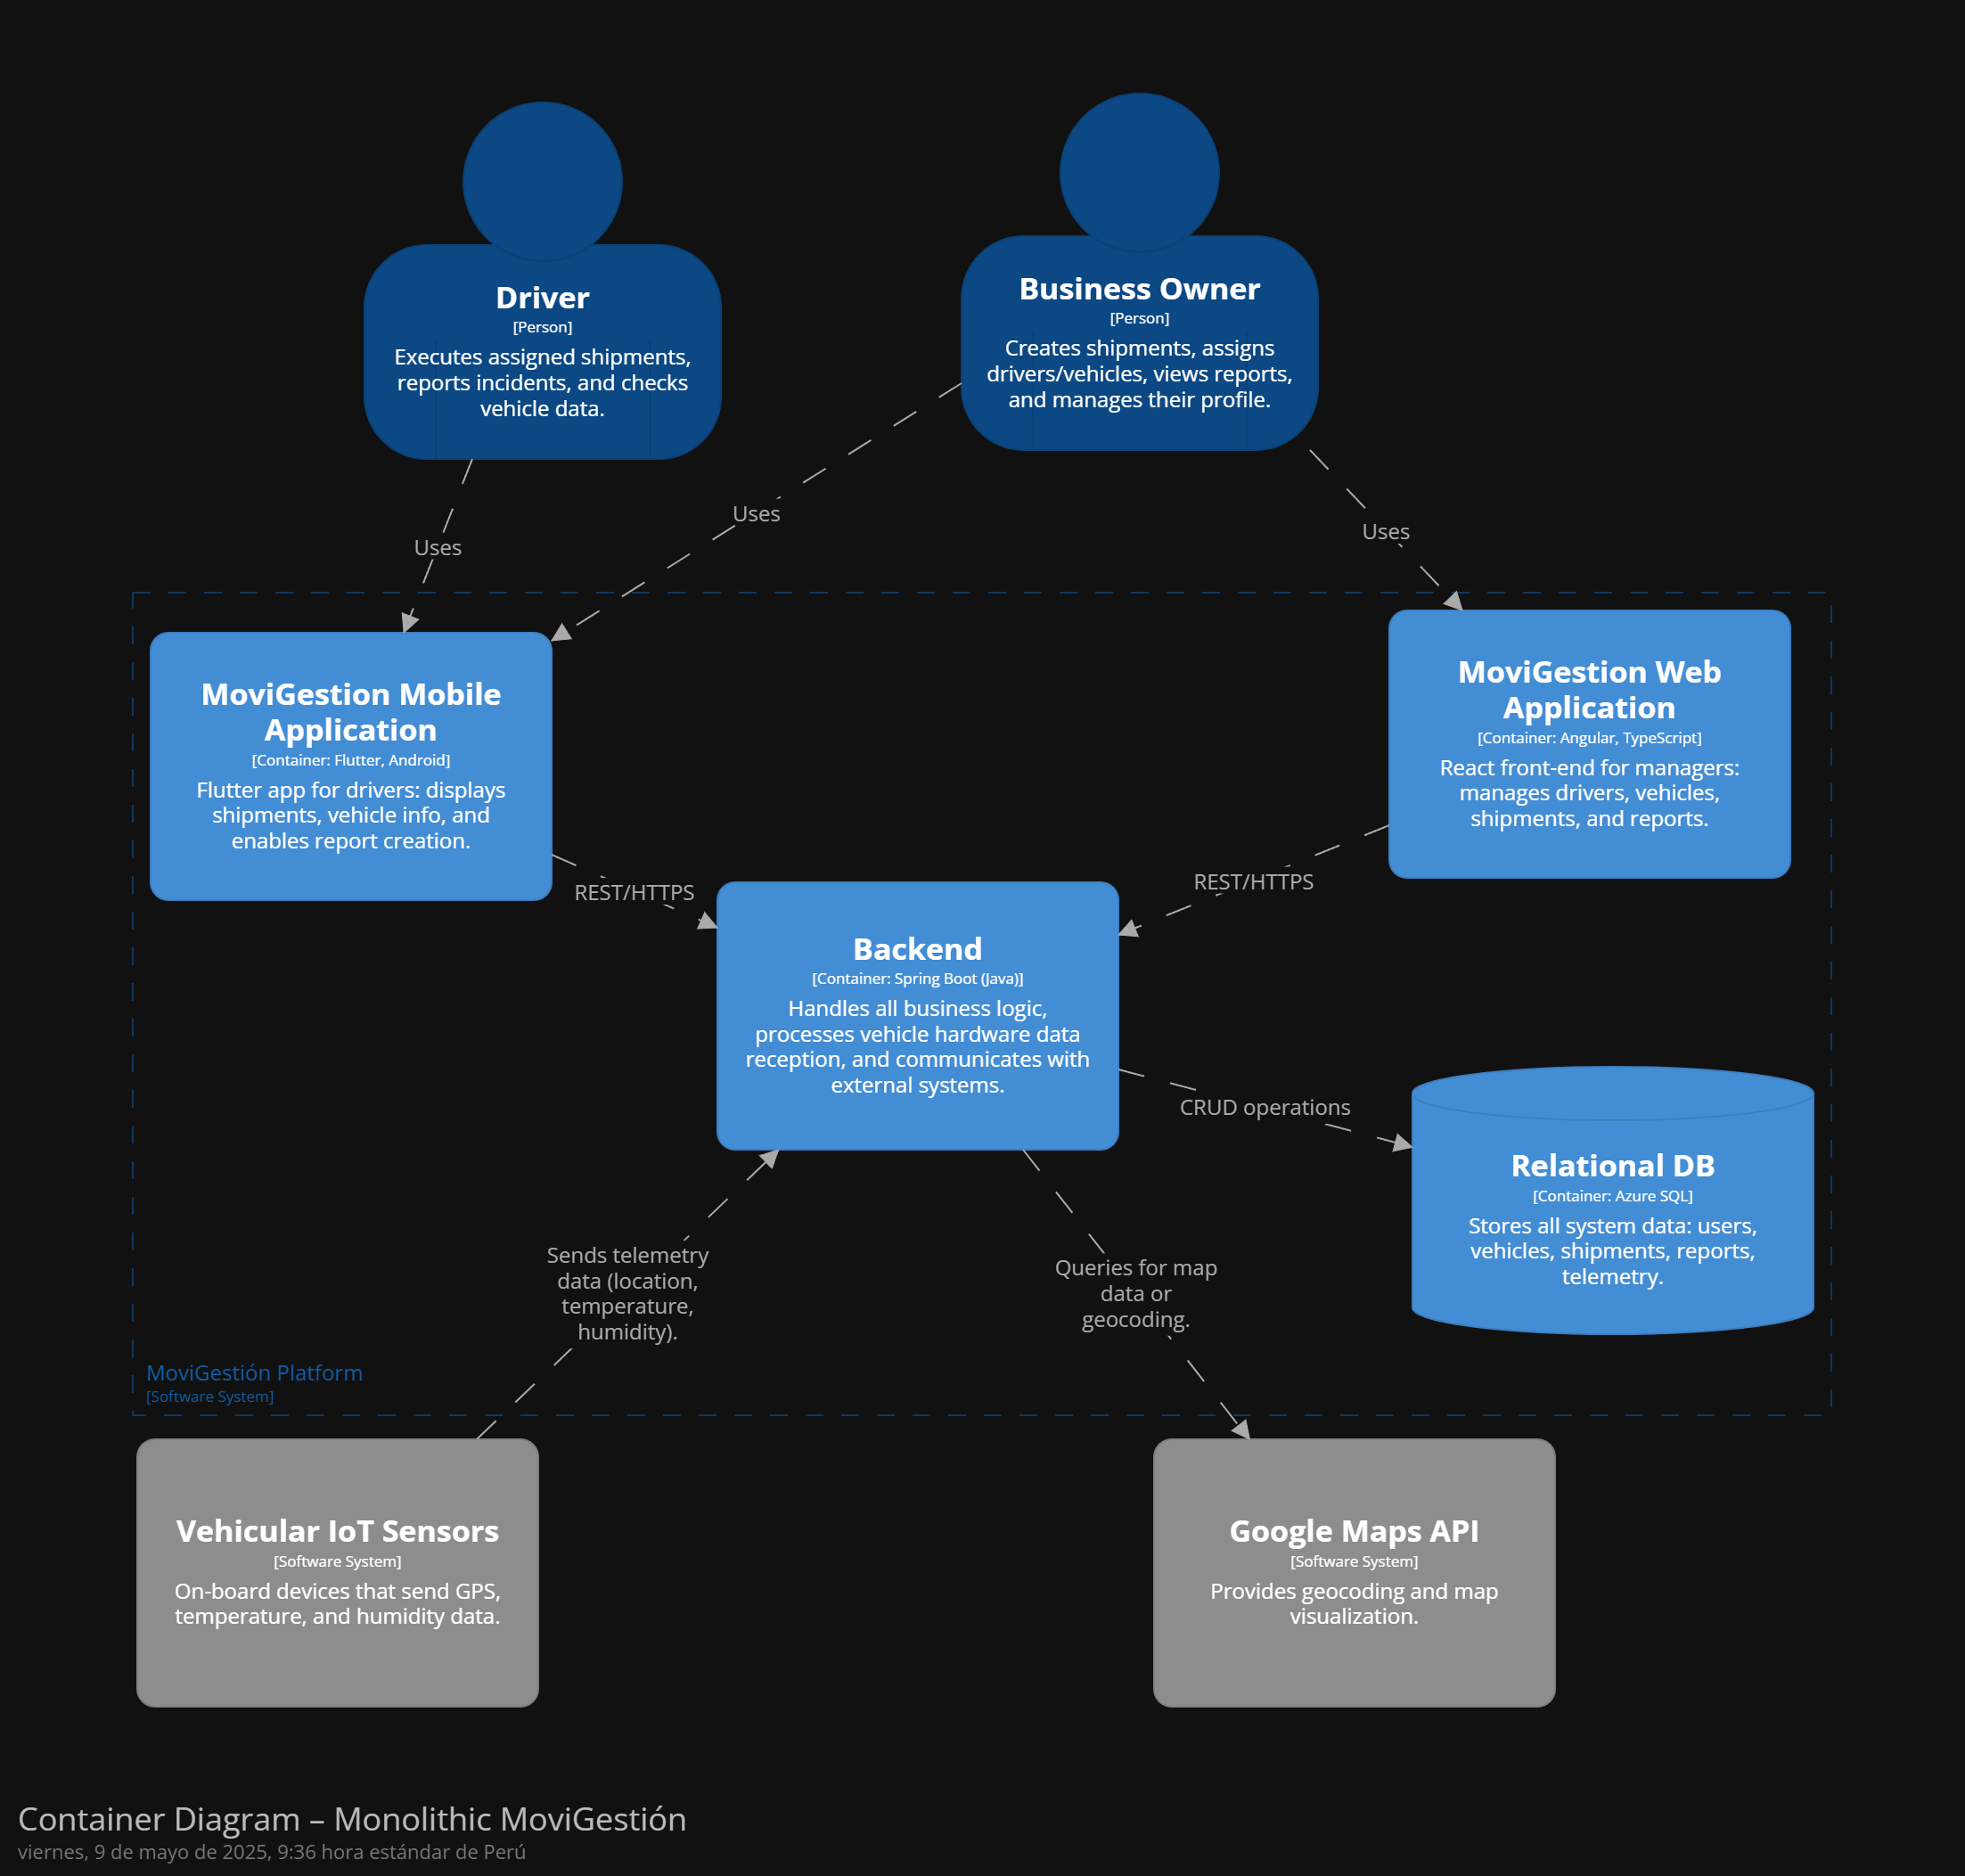 Driver
[Person]
Executes assigned shipments,
reports incidents, and checks
vehicle data.
Business Owner
[Person]
Creates shipments, assigns
drivers/vehicles, views reports,
and manages their profile.
Uses
Uses
Uses
MoviGestion Mobile
Application
[Container: Flutter, Android]
Flutter app for drivers: displays
shipments, vehicle info, and
enables report creation.
MoviGestion Web
Application
[Container: Angular, TypeScript]
React front-end for managers:
manages drivers, vehicles,
shipments, and reports.
REST/HTTPS
REST/HTTPS
Backend
[Container: Spring Boot (Java)]
Handles all business logic,
processes vehicle hardware data
reception, and communicates with
external systems.
CRUD operations
Relational DB
[Container: Azure SQL]
Stores all system data: users,
vehicles, shipments, reports,
telemetry.
Sends telemetry
data (location,
temperature,
humidity).
Queries for map
data or
geocoding.
MoviGestión Platform
[Software System]
Vehicular IoT Sensors
[Software System]
On-board devices that send GPS,
temperature, and humidity data.
Google Maps API
[Software System]
Provides geocoding and map
visualization.
Container Diagram – Monolithic MoviGestión
viernes, 9 de mayo de 2025, 9:36 hora estándar de Perú